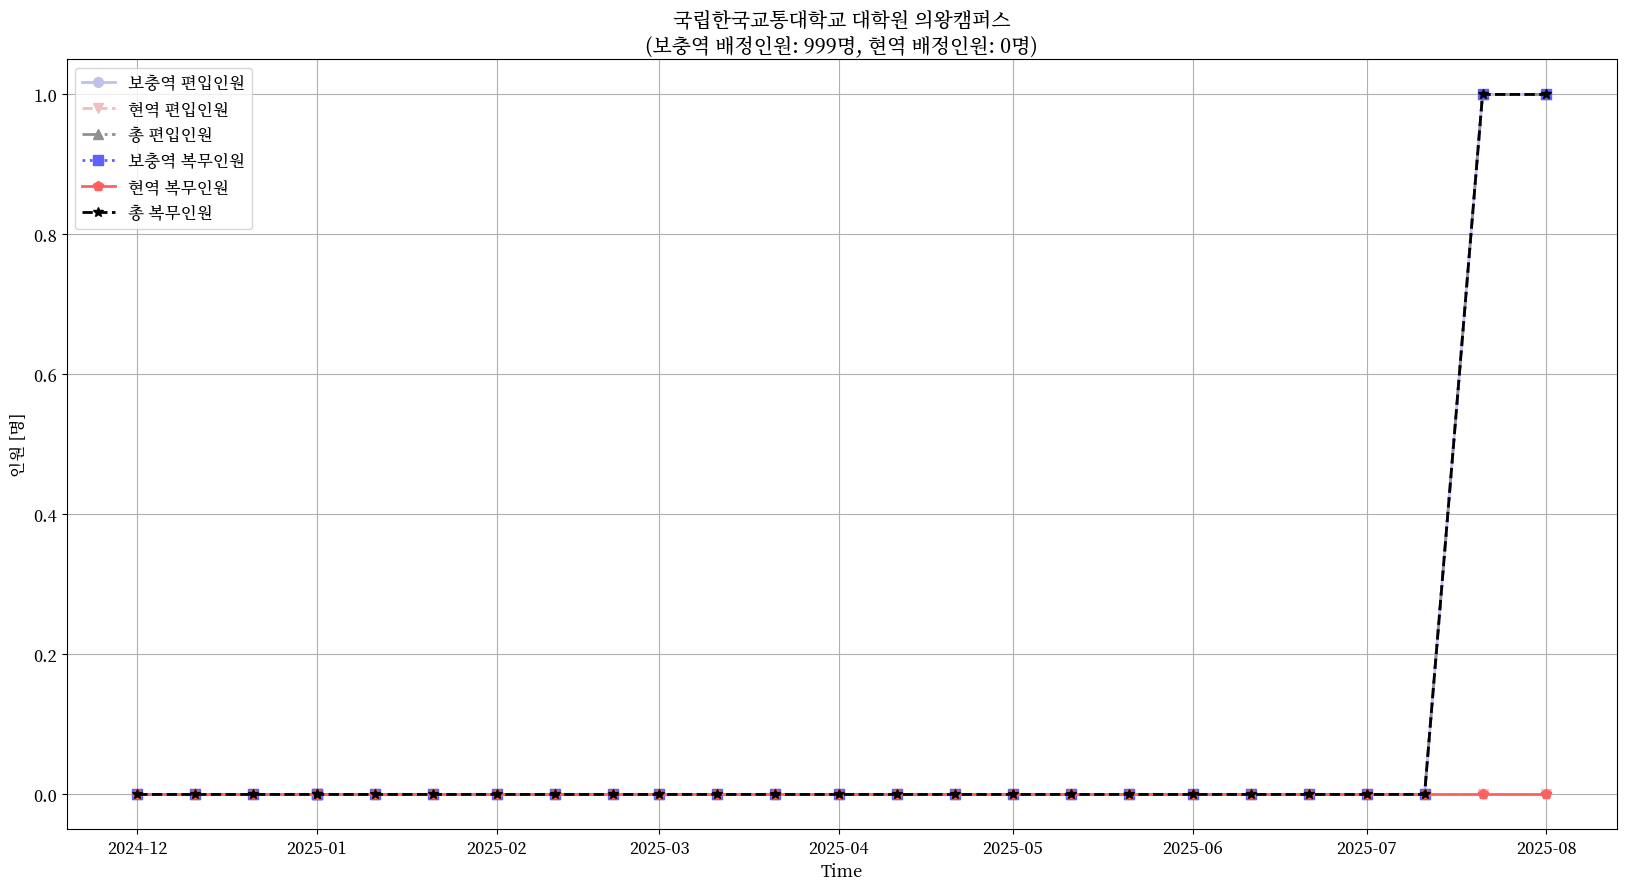 국립한국교통대학교 대학원 의왕캠퍼스
(보충역 배정인원: 999명, 현역 배정인원: 0명)
보충역 편입인원
현역 편입인원
총 편입인원
보충역 복무인원
현역 복무인원
총 복무인원
1.0
0.8
0.6
0.4
0.2
0.0
인원 [명]
2024-12
2025-01
2025-02
2025-03
2025-04
2025-05
2025-06
2025-07
2025-08
Time